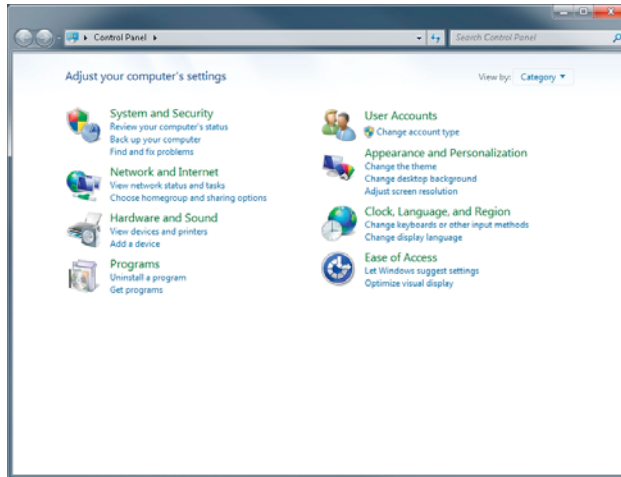 Control Panel
Search Control Panel
Adjust your computer's settings
View by: Category
System and Security
Review your computer's status
Back up your computer
Find and fix problems
Network and Internet
View network status and tasks
Choose homegroup and sharing options
Hardware and Sound
View devices and printers
Add a device
Programs
Uninstall a program
Get programs
User Accounts
Change account type
Appearance and Personalization
Change the theme
Change desktop background
Adjust screen resolution
Clock, Language, and Region
Change keyboards or other input methods
Change display language
Ease of Access
Let Windows suggest settings
Optimize visual display